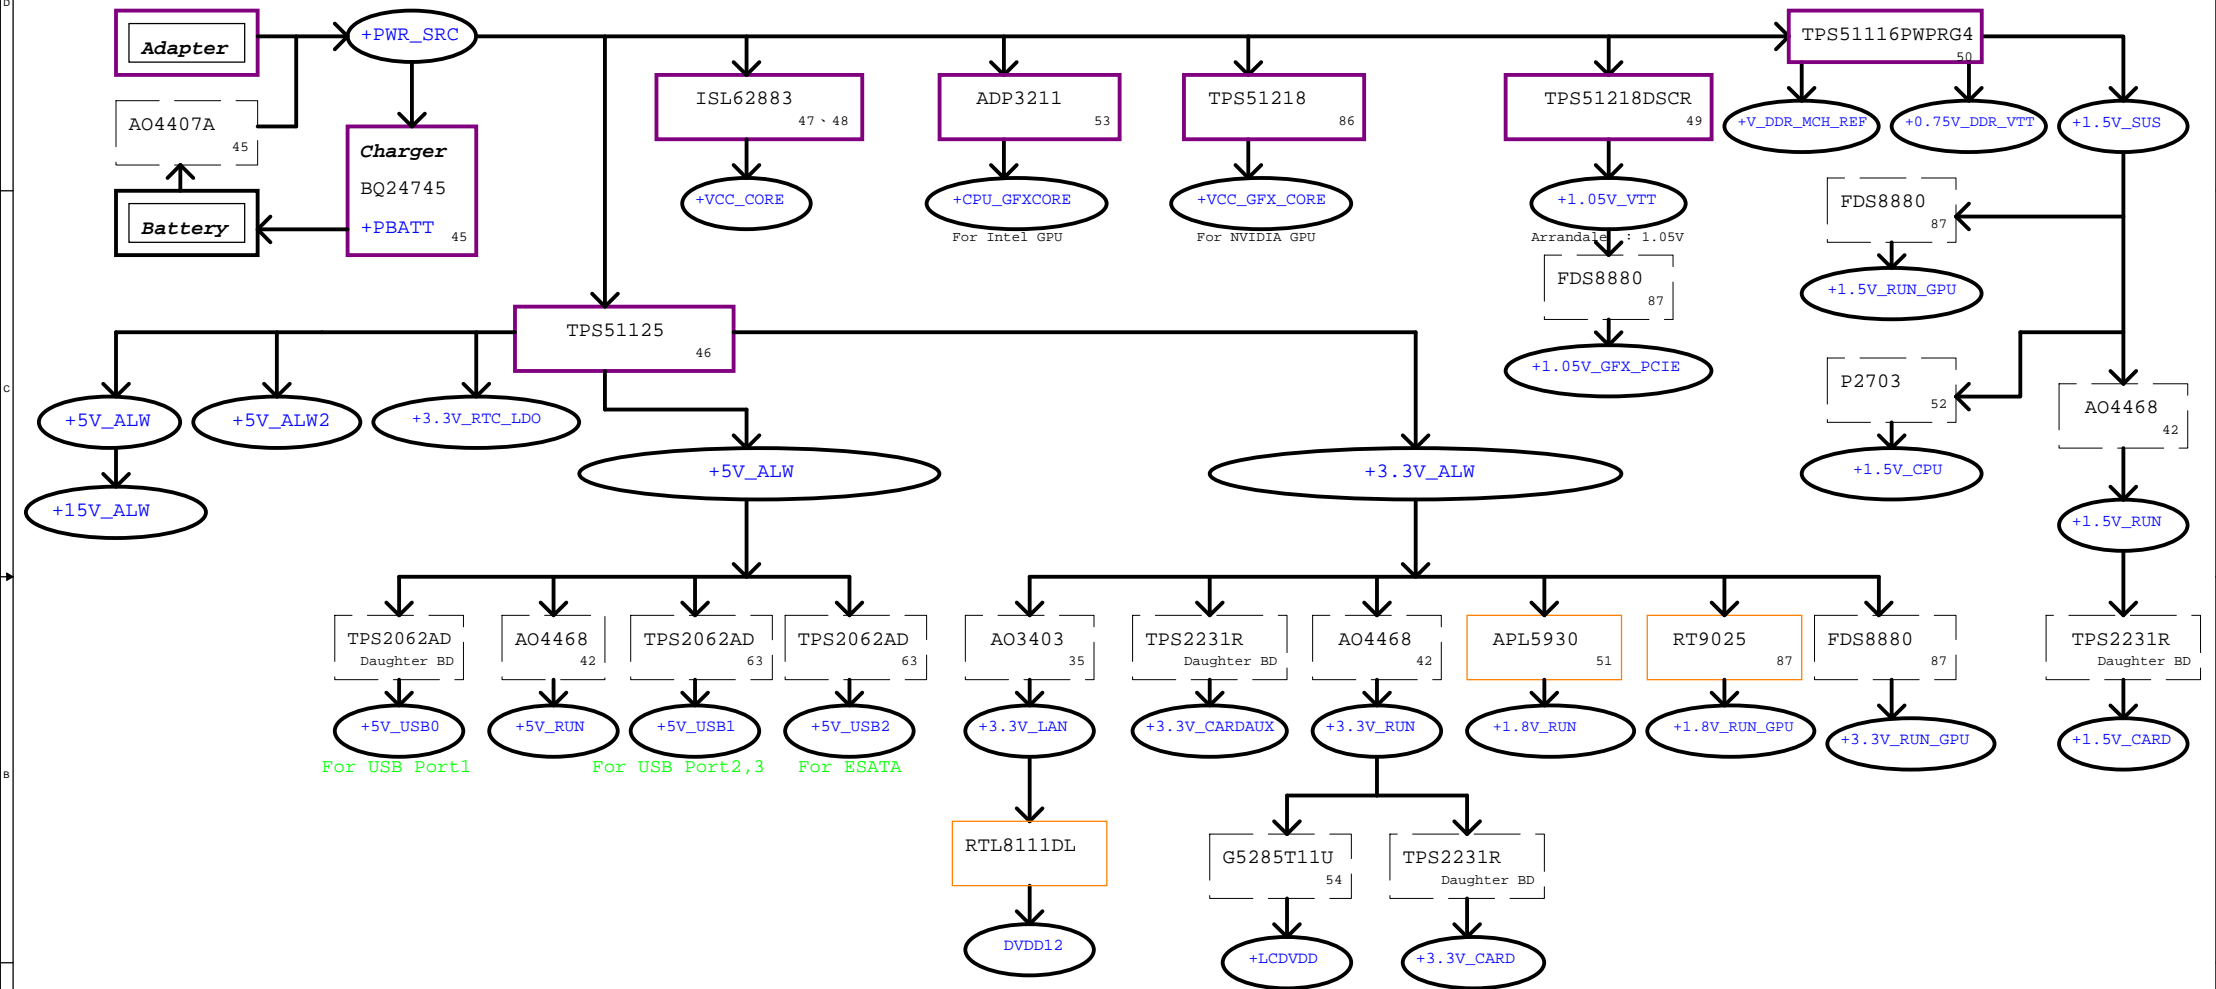 D
Adapter
+PWR_SRC
TPS51116PWPRG4
50
AO4407A
45
Charger
BQ24745
+PBATT
45
Battery
ISL62883
47、48
ADP3211
53
TPS51218
86
TPS51218DSCR
49
+V_DDR_MCH_REF
+0.75V_DDR_VTT
+1.5V_SUS
+VCC_CORE
+CPU_GFXCORE
For Intel GPU
+VCC_GFX_CORE
For NVIDIA GPU
+1.05V_VTT
Arrandale : 1.05V
FDS8880
87
+1.5V_RUN_GPU
FDS8880
87
+1.05V_GFX_PCIE
TPS51125
46
C
+5V_ALW
+5V_ALW2
+3.3V_RTC_LDO
P2703
52
AO4468
42
+15V_ALW
+5V_ALW
+3.3V_ALW
+1.5V_CPU
+1.5V_RUN
TPS2062AD
Daughter BD
AO4468
42
TPS2062AD
63
TPS2062AD
63
AO3403
35
TPS2231R
Daughter BD
AO4468
42
APL5930
51
RT9025
87
FDS8880
87
TPS2231R
Daughter BD
+5V_USB0
+5V_RUN
+5V_USB1
+5V_USB2
+3.3V_LAN
+3.3V_CARDAUX
+3.3V_RUN
+1.8V_RUN
+1.8V_RUN_GPU
+3.3V_RUN_GPU
+1.5V_CARD
For USB Port1
For USB Port2,3
For ESATA
B
RTL8111DL
G5285T11U
54
TPS2231R
Daughter BD
DVDD12
+LCDVDD
+3.3V_CARD